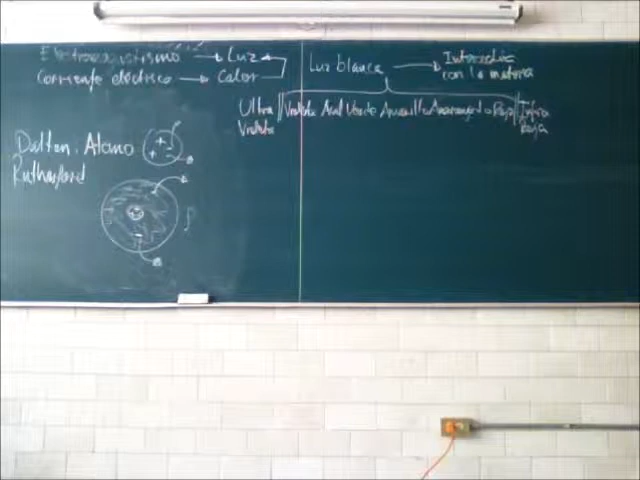 Electromagnetismo → Luz
Corriente eléctrica → Calor
Luz blanca → Interacción
con la materia
Ultra Violeta Azul Verde Amarillo Anaranjado Rojo Infra
Violeta Rojo
Dalton. Átomo
Rutherford